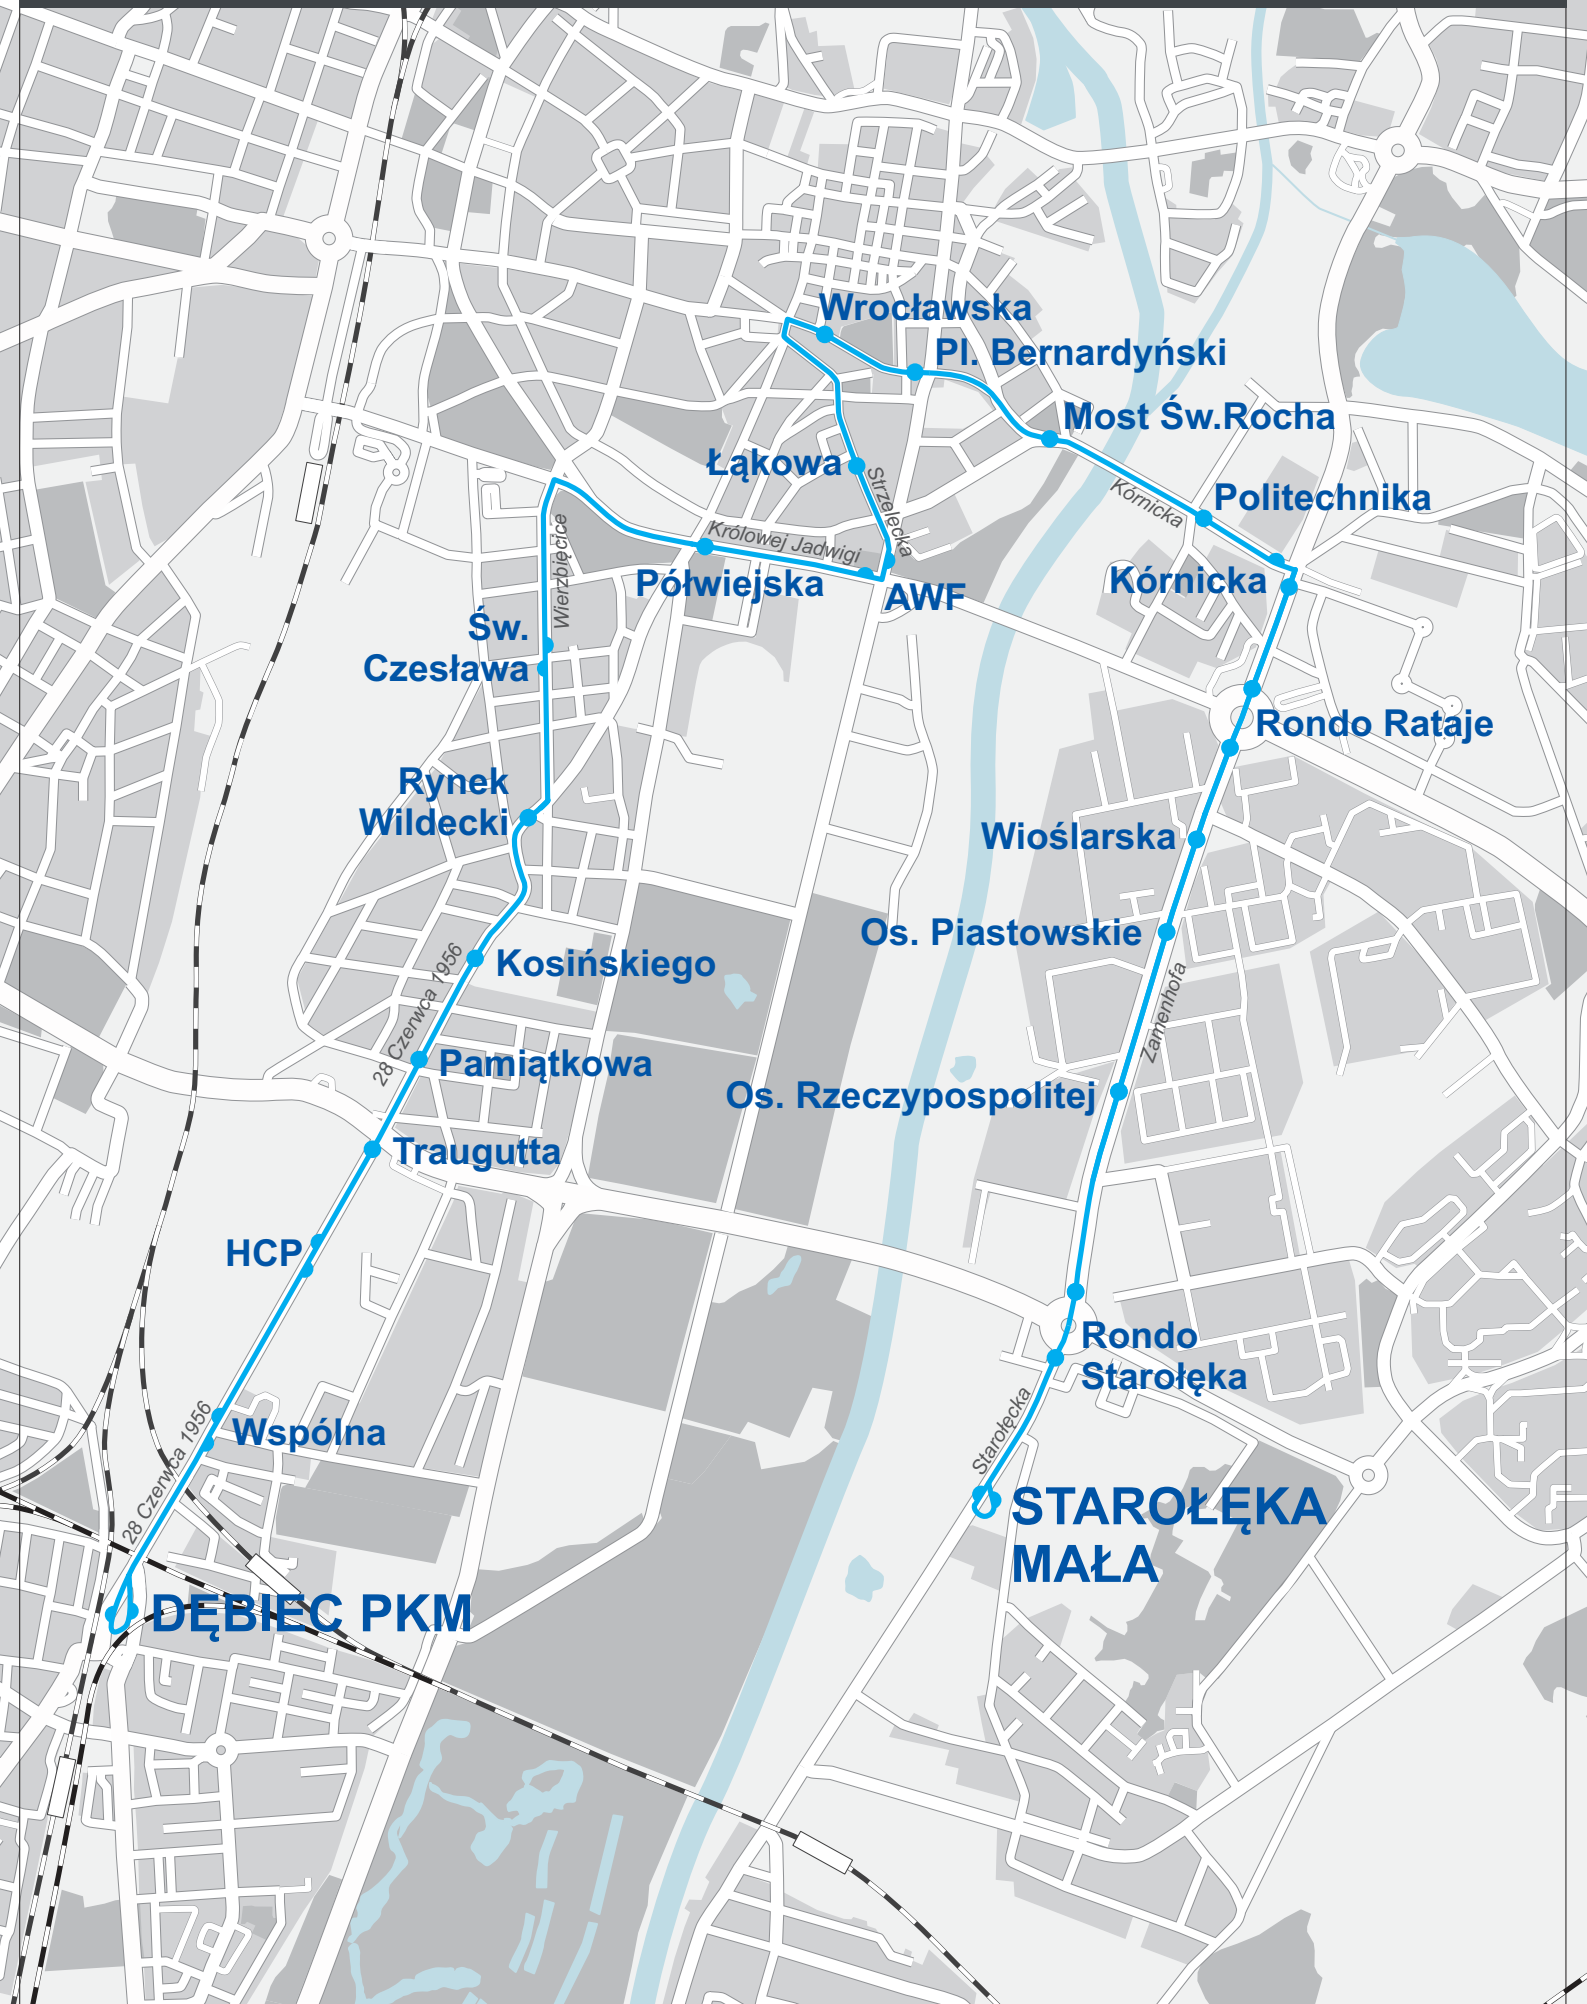 Wrocławska
Pl. Bernardyński
Most Św.Rocha
Łąkowa
Strzelecka
Kórnicka
Politechnika
Królowej Jadwigi
Wierzbięcice
Półwiejska
AWF
Kórnicka
Św.
Czesława
Rondo Rataje
Rynek
Wildecki
Wioślarska
Os. Piastowskie
Kosińskiego
28 Czerwca 1956
Zamenhofa
Pamiątkowa
Os. Rzeczypospolitej
Traugutta
HCP
Rondo
Starołęka
Wspólna
28 Czerwca 1956
Starołęcka
STAROŁĘKA
MAŁA
DĘBIEC PKM